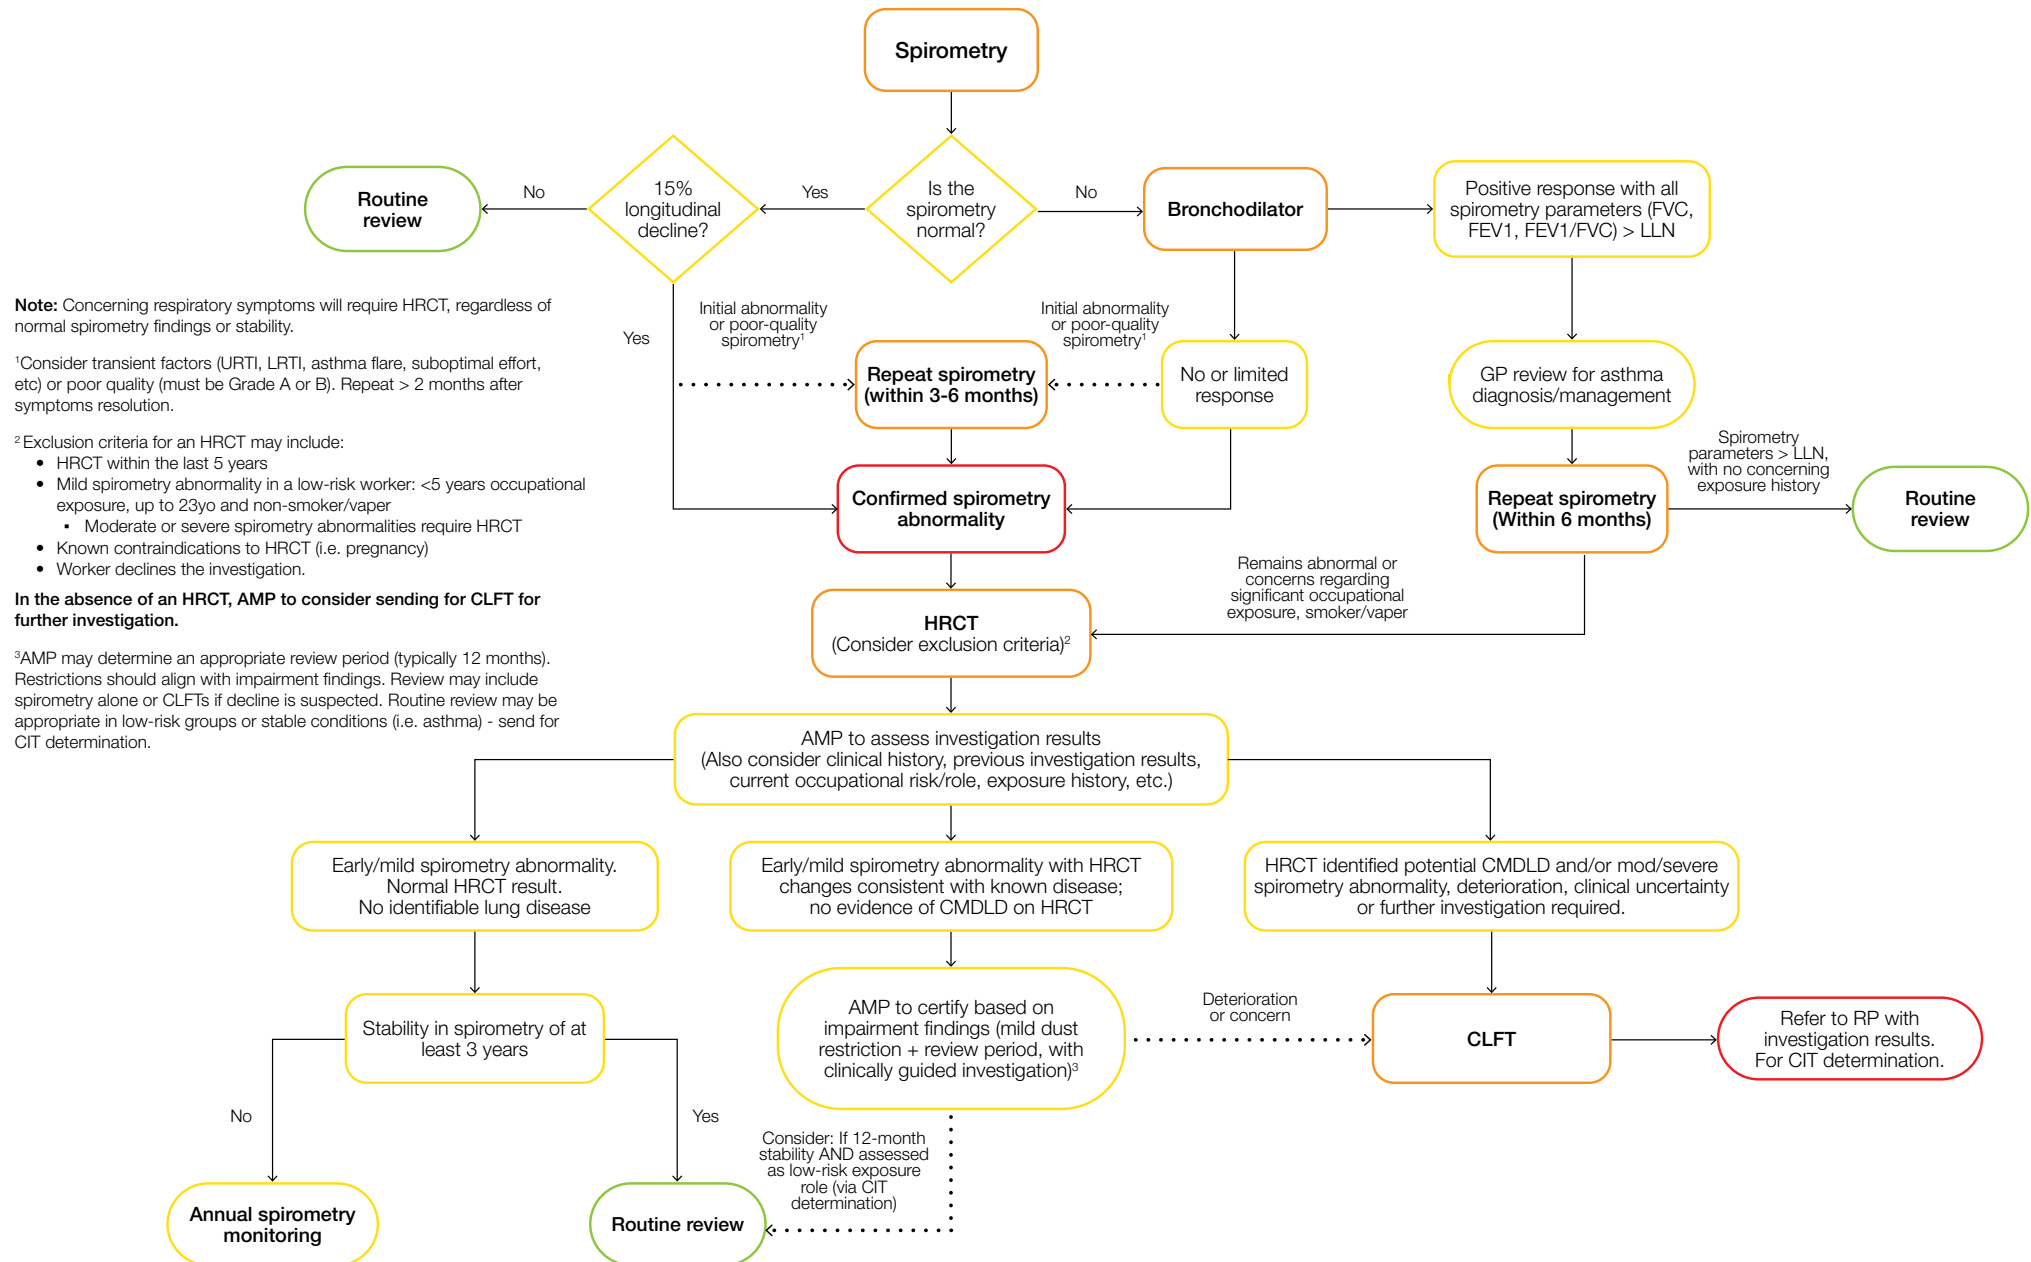 Spirometry
Routine
review
No
15%
longitudinal
decline?
Yes
Is the
spirometry
normal?
No
Bronchodilator
Positive response with all
spirometry parameters (FVC,
FEV1, FEV1/FVC) > LLN
Note: Concerning respiratory symptoms will require HRCT, regardless of
normal spirometry findings or stability.
¹Consider transient factors (URTI, LRTI, asthma flare, suboptimal effort,
etc) or poor quality (must be Grade A or B). Repeat > 2 months after
symptoms resolution.
² Exclusion criteria for an HRCT may include:
• HRCT within the last 5 years
• Mild spirometry abnormality in a low-risk worker: <5 years occupational
exposure, up to 23yo and non-smoker/vaper
▪ Moderate or severe spirometry abnormalities require HRCT
• Known contraindications to HRCT (i.e. pregnancy)
• Worker declines the investigation.
In the absence of an HRCT, AMP to consider sending for CLFT for
further investigation.
³AMP may determine an appropriate review period (typically 12 months).
Restrictions should align with impairment findings. Review may include
spirometry alone or CLFTs if decline is suspected. Routine review may be
appropriate in low-risk groups or stable conditions (i.e. asthma) - send for
CIT determination.
Yes
Initial abnormality
or poor-quality
spirometry¹
Initial abnormality
or poor-quality
spirometry¹
Repeat spirometry
(within 3-6 months)
No or limited
response
GP review for asthma
diagnosis/management
Confirmed spirometry
abnormality
Repeat spirometry
(Within 6 months)
Spirometry
parameters > LLN,
with no concerning
exposure history
Routine
review
Remains abnormal or
concerns regarding
significant occupational
exposure, smoker/vaper
HRCT
(Consider exclusion criteria)²
AMP to assess investigation results
(Also consider clinical history, previous investigation results,
current occupational risk/role, exposure history, etc.)
Early/mild spirometry abnormality.
Normal HRCT result.
No identifiable lung disease
Early/mild spirometry abnormality with HRCT
changes consistent with known disease;
no evidence of CMDLD on HRCT
HRCT identified potential CMDLD and/or mod/severe
spirometry abnormality, deterioration, clinical uncertainty
or further investigation required.
Stability in spirometry of at
least 3 years
AMP to certify based on
impairment findings (mild dust
restriction + review period, with
clinically guided investigation)³
Deterioration
or concern
CLFT
Refer to RP with
investigation results.
For CIT determination.
No
Yes
Consider: If 12-month
stability AND assessed
as low-risk exposure
role (via CIT
determination)
Annual spirometry
monitoring
Routine review